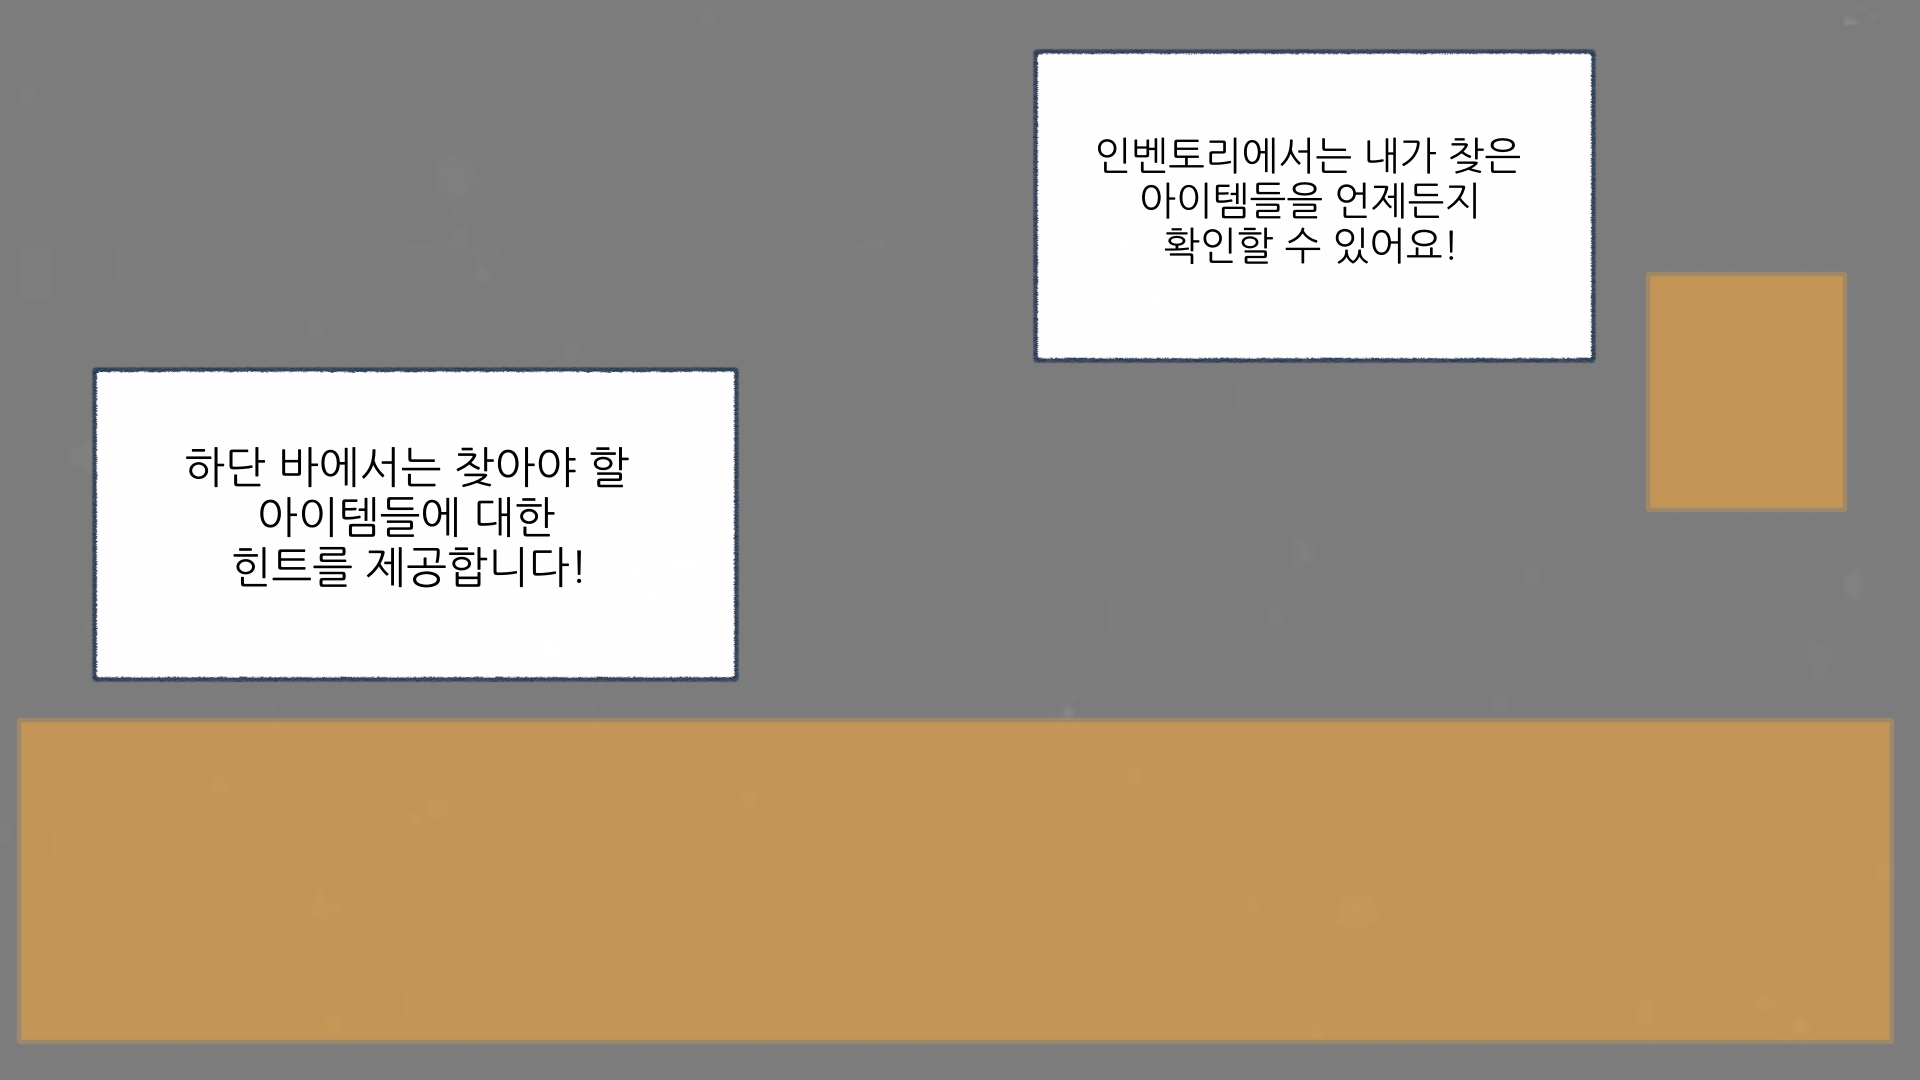 인벤토리에서는 내가 찾은
아이템들을 언제든지
확인할 수 있어요!
하단 바에서는 찾아야 할
아이템들에 대한
힌트를 제공합니다!